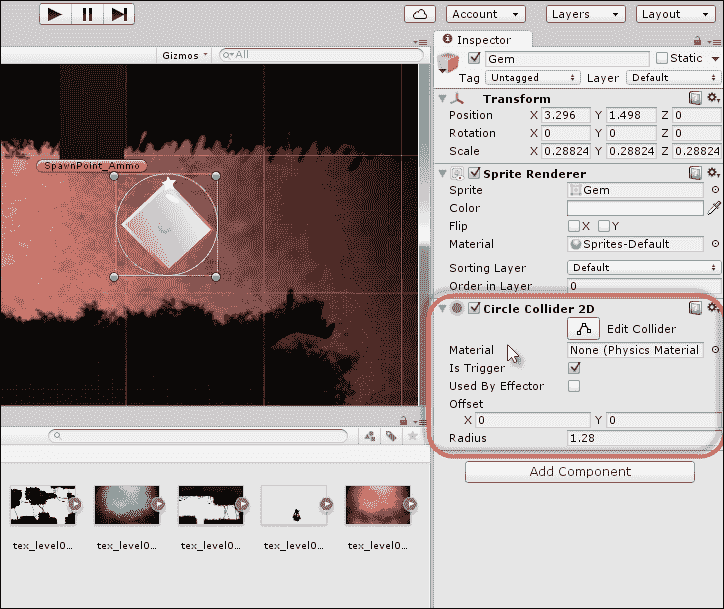 Account
Layers
Layout
Gizmos
All
SpawnPoint_Ammo
Inspector
Gem
Static
Tag Untagged Layer Default
Transform
Position X 3.296 Y 1.498 Z 0
Rotation X 0 Y 0 Z 0
Scale X 0.28824 Y 0.28824 Z 0.28824
Sprite Renderer
Sprite Gem
Color
Flip X Y
Material Sprites-Default
Sorting Layer Default
Order in Layer 0
Circle Collider 2D
Edit Collider
Material None (Physics Material
Is Trigger
Used By Effector
Offset
X 0 Y 0
Radius 1.28
Add Component
tex_level0... tex_level0... tex_level0... tex_level0... tex_level0...